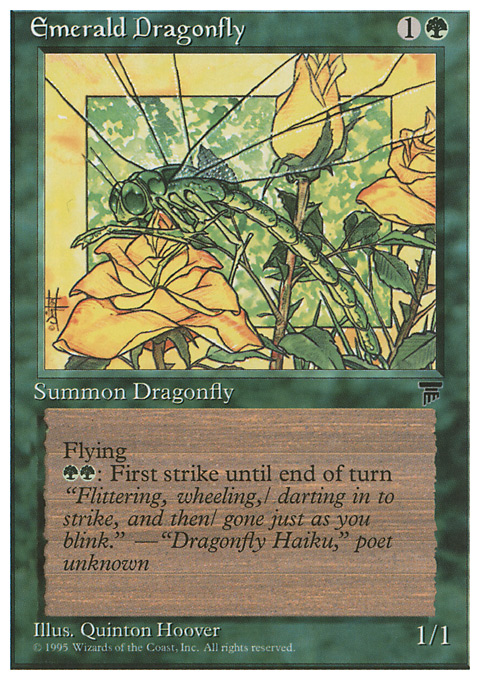 Emerald Dragonfly 1
Summon Dragonfly
Flying
: First strike until end of turn
“Flittering, wheeling,/ darting in to
strike, and then/ gone just as you
blink.” —“Dragonfly Haiku,” poet
unknown
Illus. Quinton Hoover
© 1995 Wizards of the Coast, Inc. All rights reserved.
1/1